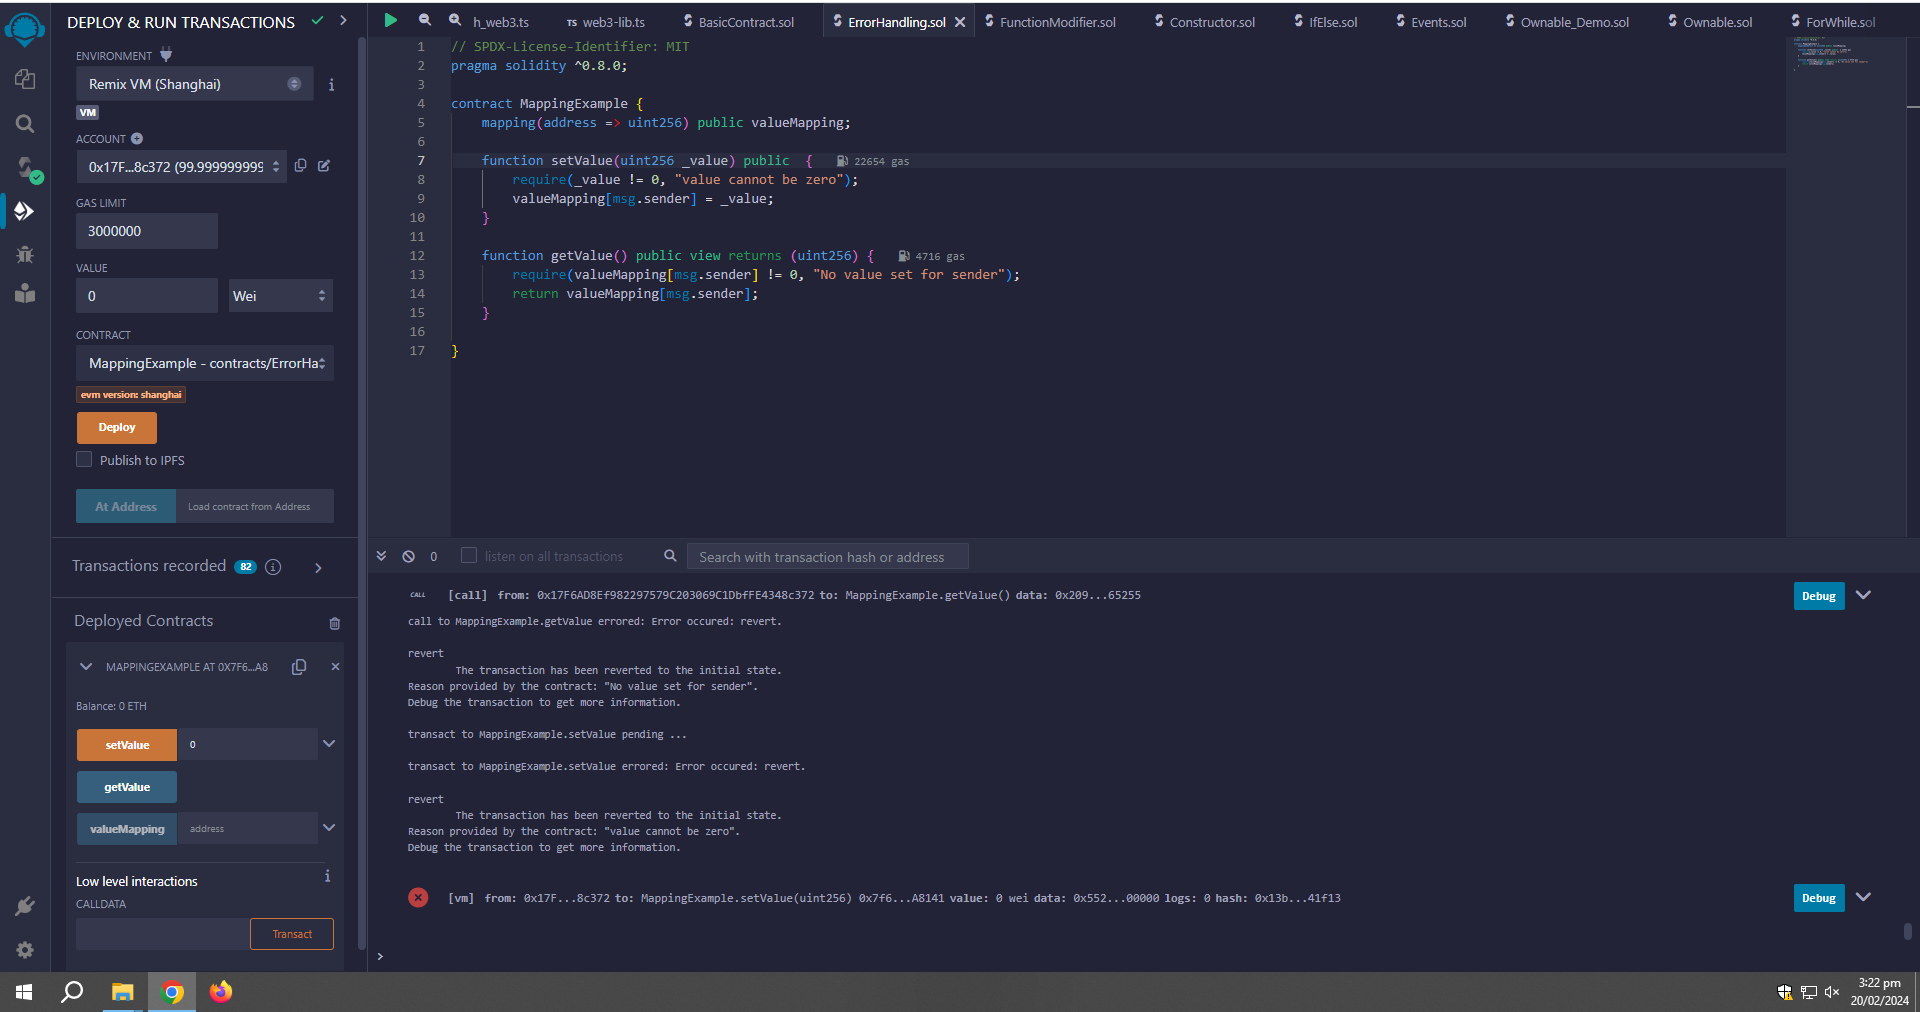 DEPLOY & RUN TRANSACTIONS
ENVIRONMENT
Remix VM (Shanghai)
VM
ACCOUNT
0x17F...8c372 (99.9999999999
GAS LIMIT
3000000
VALUE
0
Wei
CONTRACT
MappingExample - contracts/ErrorHa
evm version: shanghai
Deploy
Publish to IPFS
At Address
Load contract from Address
Transactions recorded 82
Deployed Contracts
MAPPINGEXAMPLE AT 0X7F6...A8
Balance: 0 ETH
setValue
0
getValue
valueMapping
address
Low level interactions
CALLDATA
Transact
h_web3.ts
TS web3-lib.ts
BasicContract.sol
ErrorHandling.sol
FunctionModifier.sol
Constructor.sol
IfElse.sol
Events.sol
Ownable_Demo.sol
Ownable.sol
ForWhile.sol
1 // SPDX-License-Identifier: MIT
2 pragma solidity ^0.8.0;
3
4 contract MappingExample {
5 mapping(address => uint256) public valueMapping;
6
7 function setValue(uint256 _value) public { 22654 gas
8 require(_value != 0, "value cannot be zero");
9 valueMapping[msg.sender] = _value;
10 }
11
12 function getValue() public view returns (uint256) { 4716 gas
13 require(valueMapping[msg.sender] != 0, "No value set for sender");
14 return valueMapping[msg.sender];
15 }
16
17 }
0
listen on all transactions
Search with transaction hash or address
CALL [call] from: 0x17F6AD8Ef982297579C203069C1DbfFE4348c372 to: MappingExample.getValue() data: 0x209...65255
Debug
call to MappingExample.getValue errored: Error occured: revert.
revert
The transaction has been reverted to the initial state.
Reason provided by the contract: "No value set for sender".
Debug the transaction to get more information.
transact to MappingExample.setValue pending ...
transact to MappingExample.setValue errored: Error occured: revert.
revert
The transaction has been reverted to the initial state.
Reason provided by the contract: "value cannot be zero".
Debug the transaction to get more information.
[vm] from: 0x17F...8c372 to: MappingExample.setValue(uint256) 0x7f6...A8141 value: 0 wei data: 0x552...00000 logs: 0 hash: 0x13b...41f13
Debug
>
3:22 pm
20/02/2024